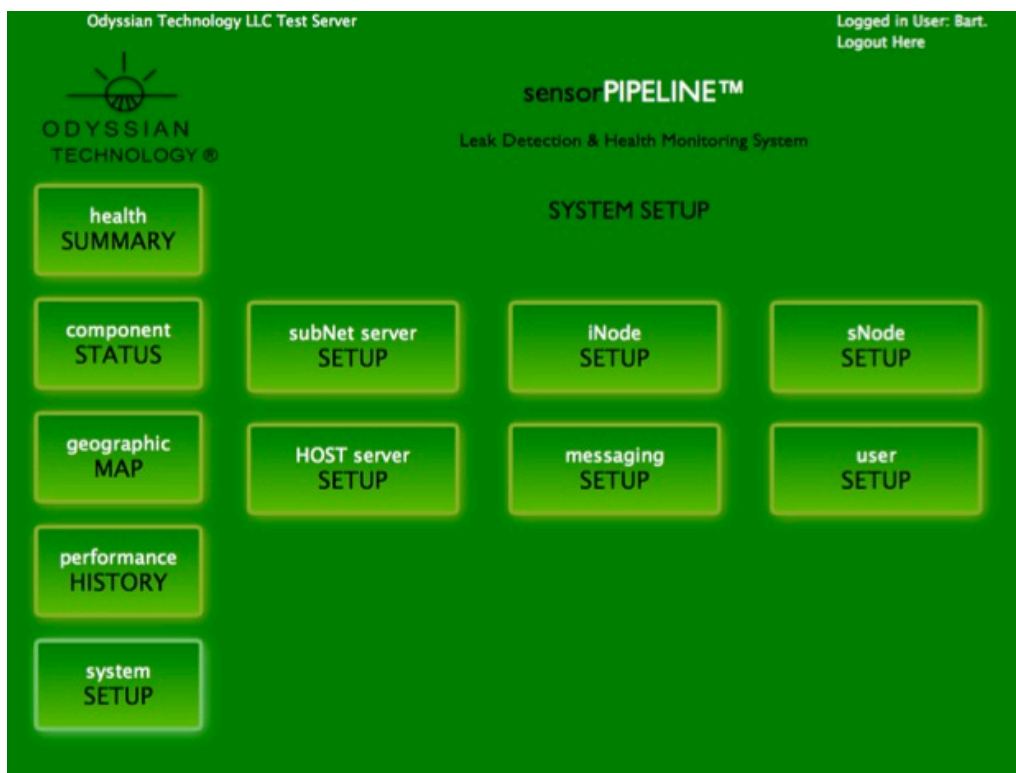 Odyssian Technology LLC Test Server
Logged in User: Bart.
Logout Here
ODYSSIAN
TECHNOLOGY ®
sensorPIPELINE™
Leak Detection & Health Monitoring System
SYSTEM SETUP
health
SUMMARY
component
STATUS
geographic
MAP
performance
HISTORY
system
SETUP
subNet server
SETUP
iNode
SETUP
sNode
SETUP
HOST server
SETUP
messaging
SETUP
user
SETUP